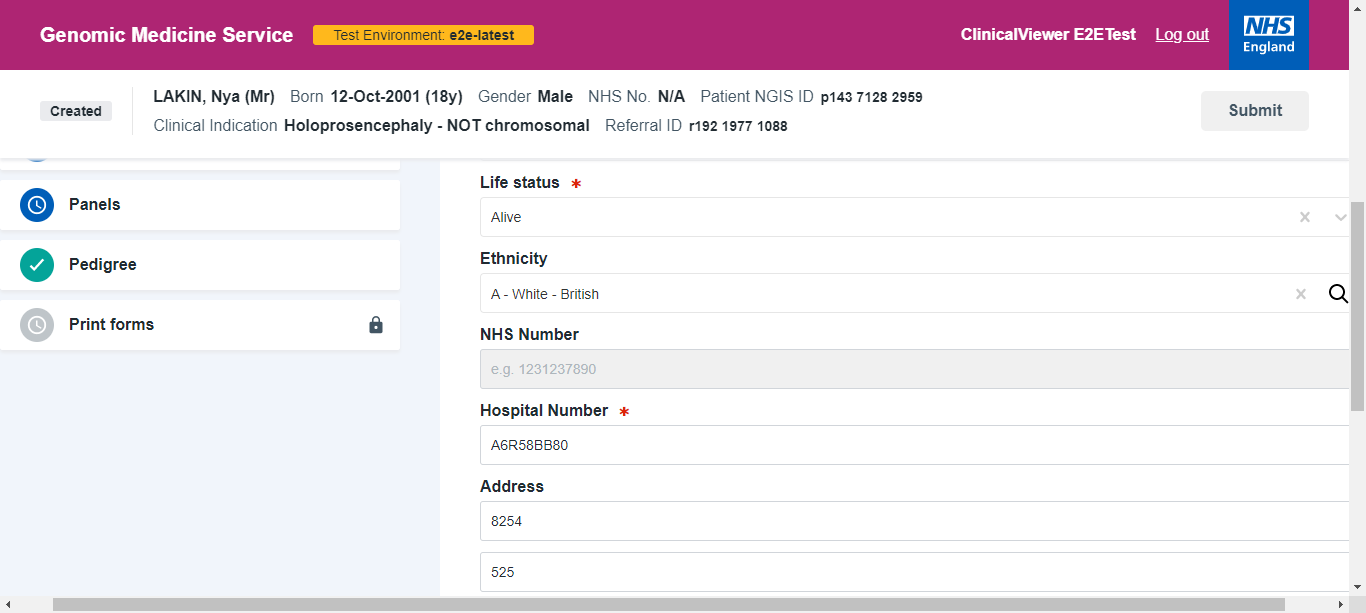 Genomic Medicine Service
Test Environment: e2e-latest
ClinicalViewer E2ETest
Log out
NHS
England
Created
LAKIN, Nya (Mr) Born 12-Oct-2001 (18y) Gender Male NHS No. N/A Patient NGIS ID p143 7128 2959
Clinical Indication Holoprosencephaly - NOT chromosomal Referral ID r192 1977 1088
Submit
Panels
Pedigree
Print forms
Life status *
Alive
Ethnicity
A - White - British
NHS Number
e.g. 1231237890
Hospital Number *
A6R58BB80
Address
8254
525